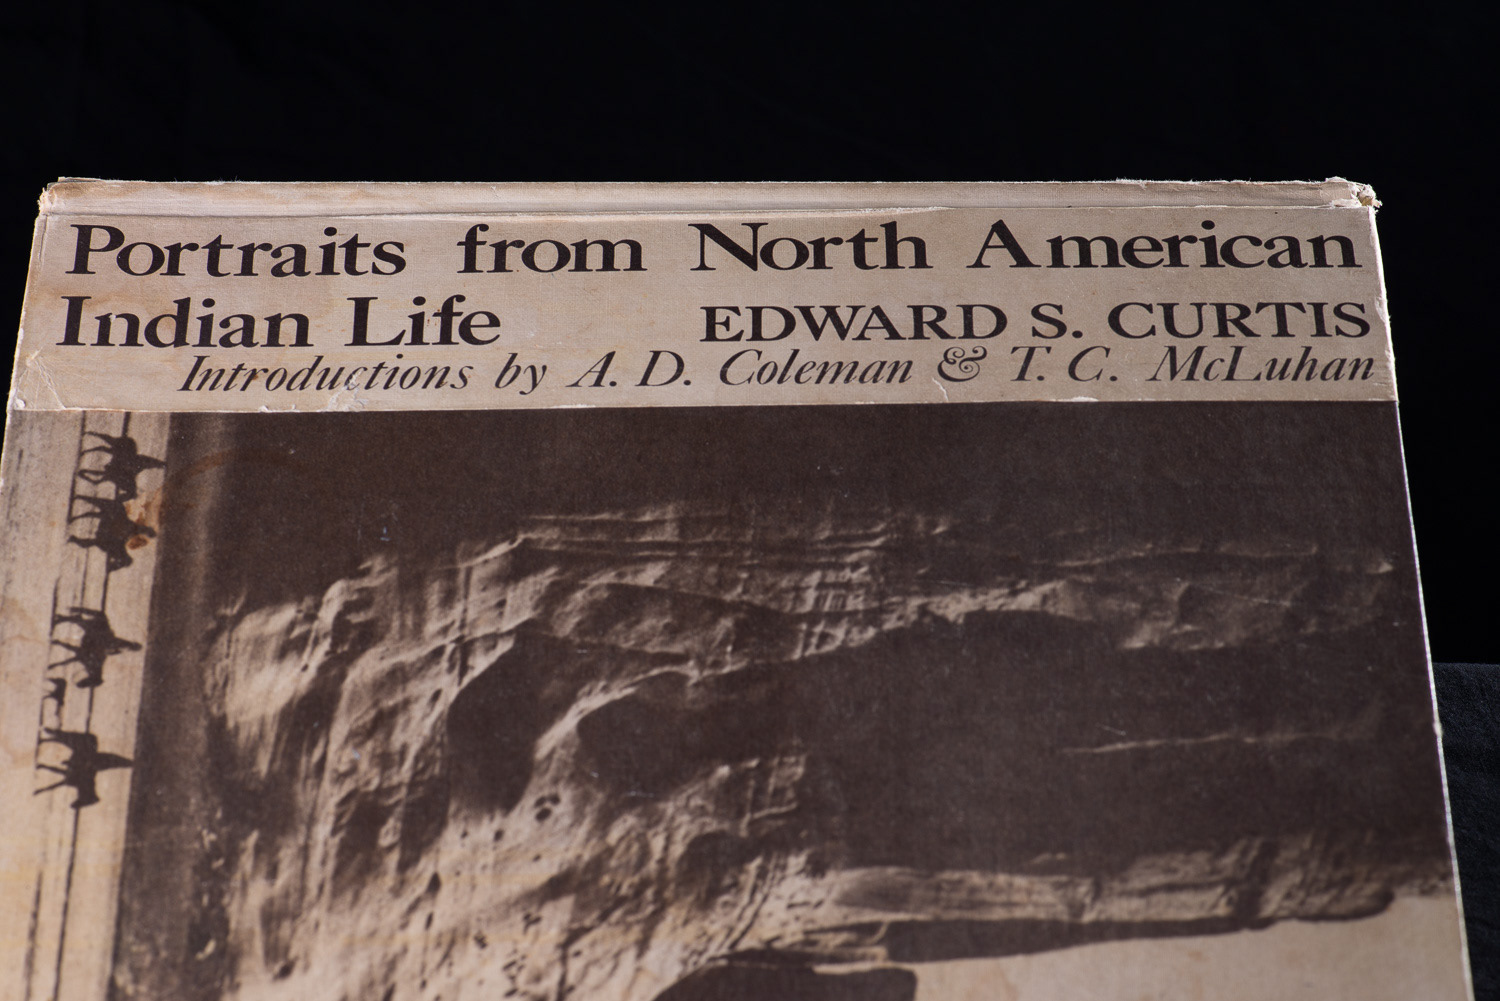 Portraits from North American
Indian Life EDWARD S. CURTIS
Introductions by A. D. Coleman & T. C. McLuhan